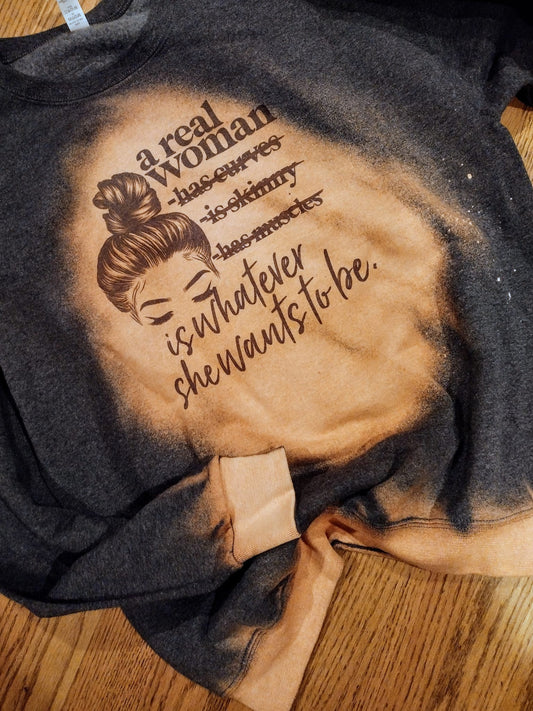 a real
woman
-has curves
-is skinny
-has muscles
is whatever
she wants to be.